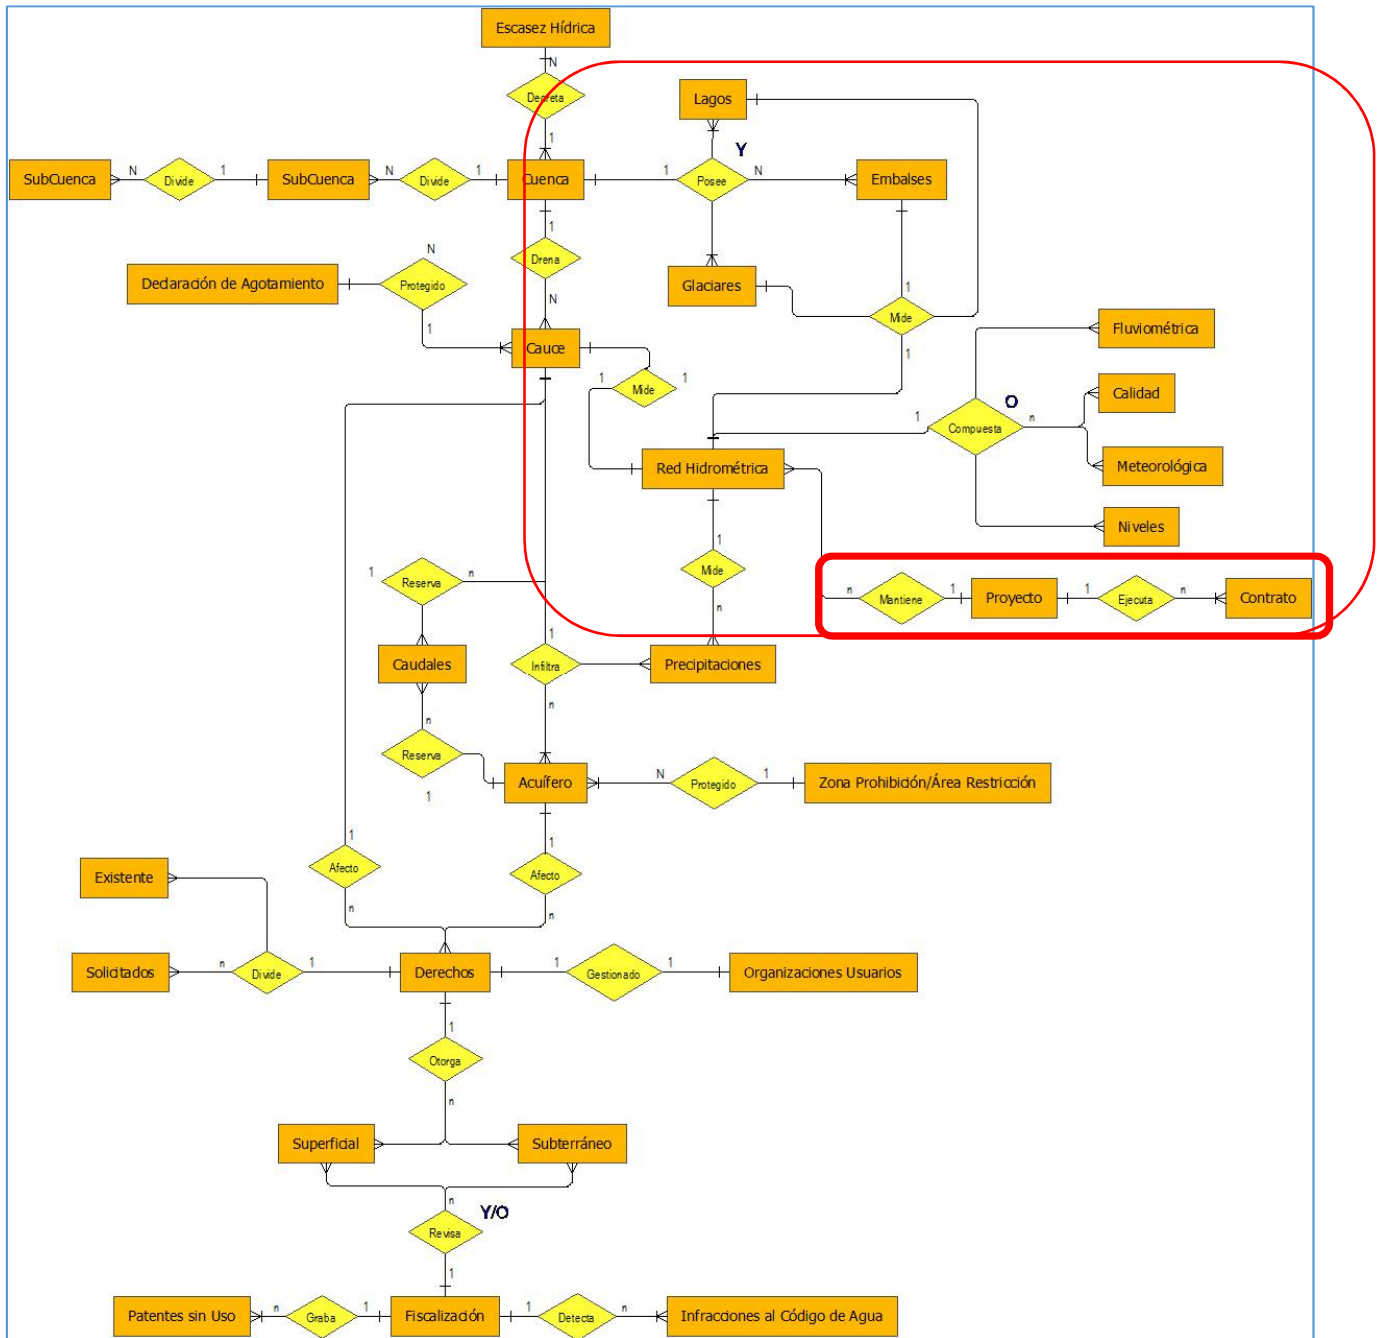 Escasez Hídrica
N
Decreta
1
Lagos
Y
SubCuenca
N
Divide
1
SubCuenca
N
Divide
1
Cuenca
1
Posee
N
Embalses
1
Drena
N
Declaración de Agotamiento
N
Protegido
1
Glaciares
1
Mide
1
Fluviométrica
Cauce
1
Mide
1
Calidad
O
1
Compuesta
n
Red Hidrométrica
Meteorológica
Niveles
1
Mide
n
1
Reserva
n
n
Mantiene
1
Proyecto
1
Ejecuta
n
Contrato
1
Infiltra
n
Precipitaciones
Caudales
n
Reserva
1
Acuífero
N
Protegido
1
Zona Prohibición/Área Restricción
1
Afecto
n
1
Afecto
n
Existente
Solicitados
n
Divide
1
Derechos
1
Gestionado
1
Organizaciones Usuarios
1
Otorga
n
Superficial
Subterráneo
n
Y/O
Revisa
1
Patentes sin Uso
n
Graba
1
Fiscalización
1
Detecta
n
Infracciones al Código de Agua